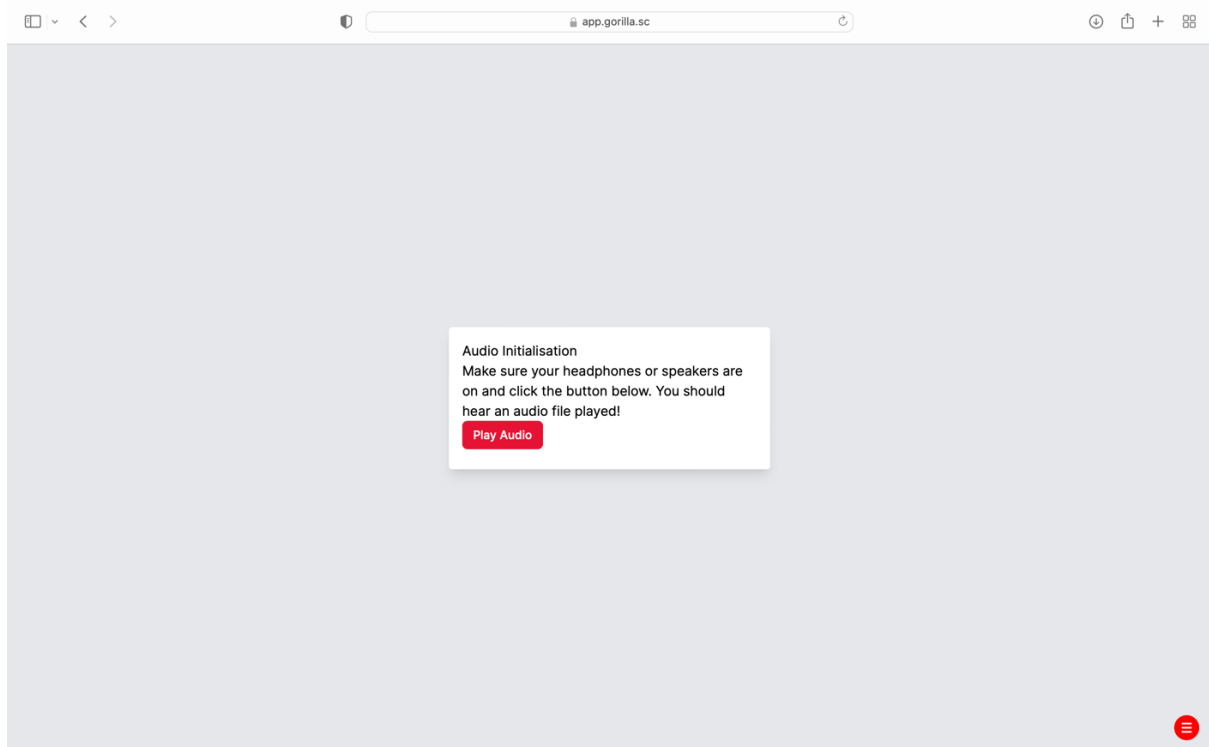 app.gorilla.sc
Audio Initialisation
Make sure your headphones or speakers are
on and click the button below. You should
hear an audio file played!
Play Audio